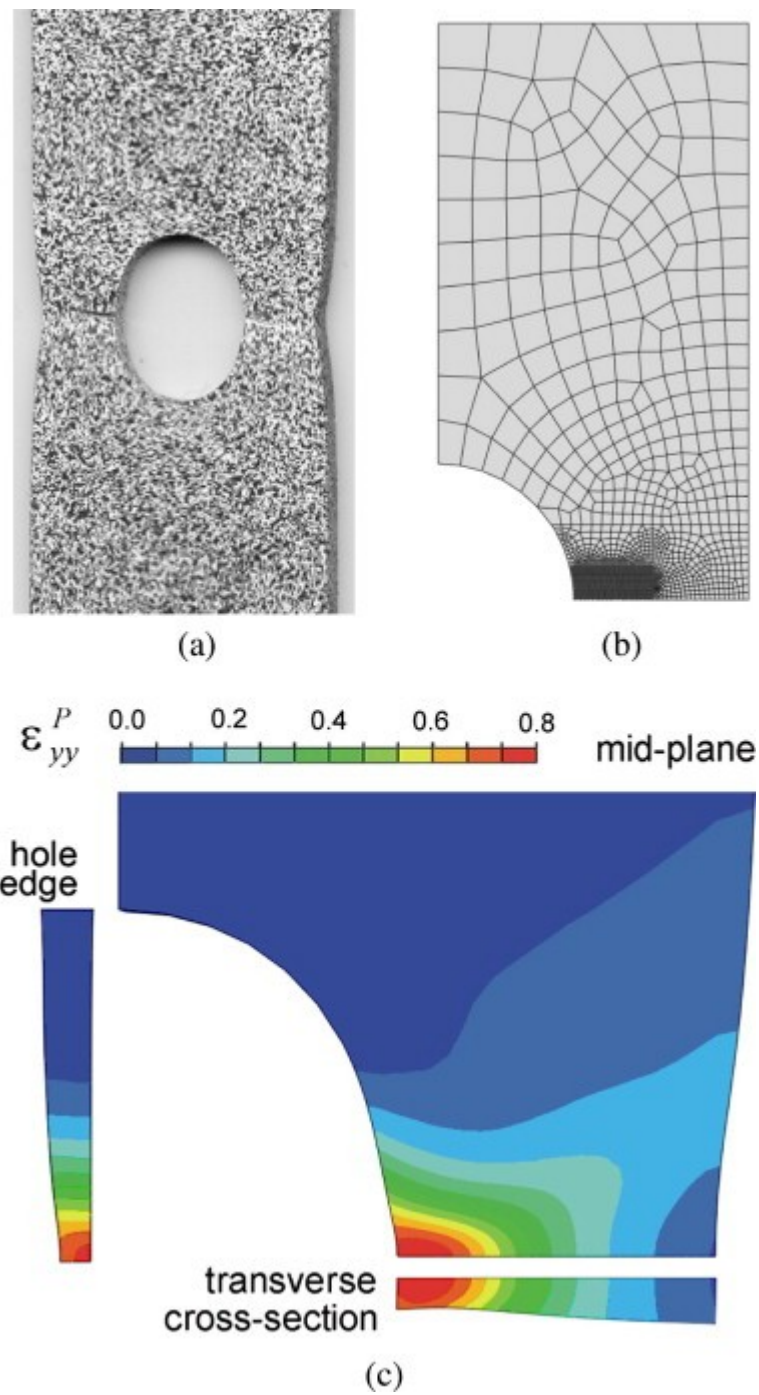 (a)
(b)
ε P yy
0.0 0.2 0.4 0.6 0.8
mid-plane
hole
edge
transverse
cross-section
(c)